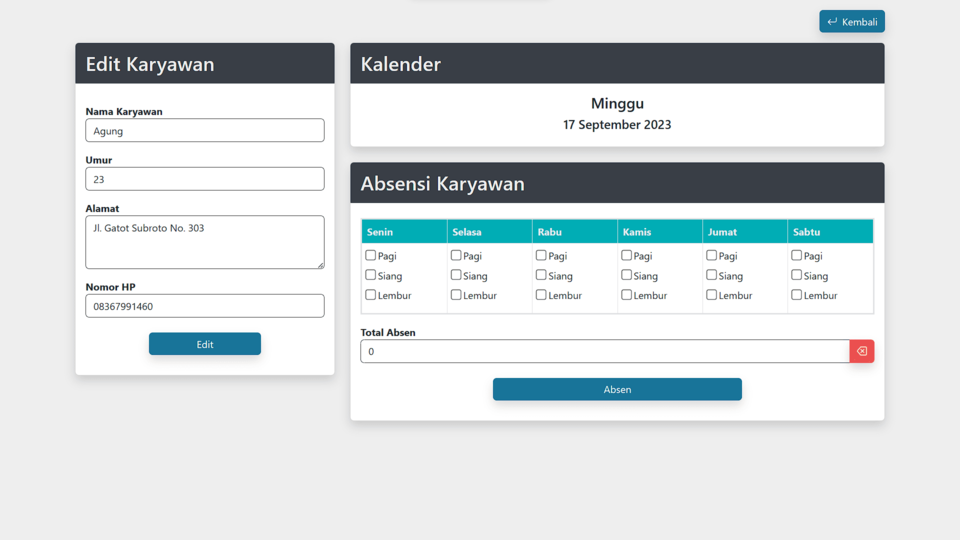 Kembali
Edit Karyawan
Nama Karyawan
Agung
Umur
23
Alamat
Jl. Gatot Subroto No. 303
Nomor HP
08367991460
Edit
Kalender
Minggu
17 September 2023
Absensi Karyawan
Senin Selasa Rabu Kamis Jumat Sabtu
Pagi Pagi Pagi Pagi Pagi Pagi
Siang Siang Siang Siang Siang Siang
Lembur Lembur Lembur Lembur Lembur Lembur
Total Absen
0
Absen